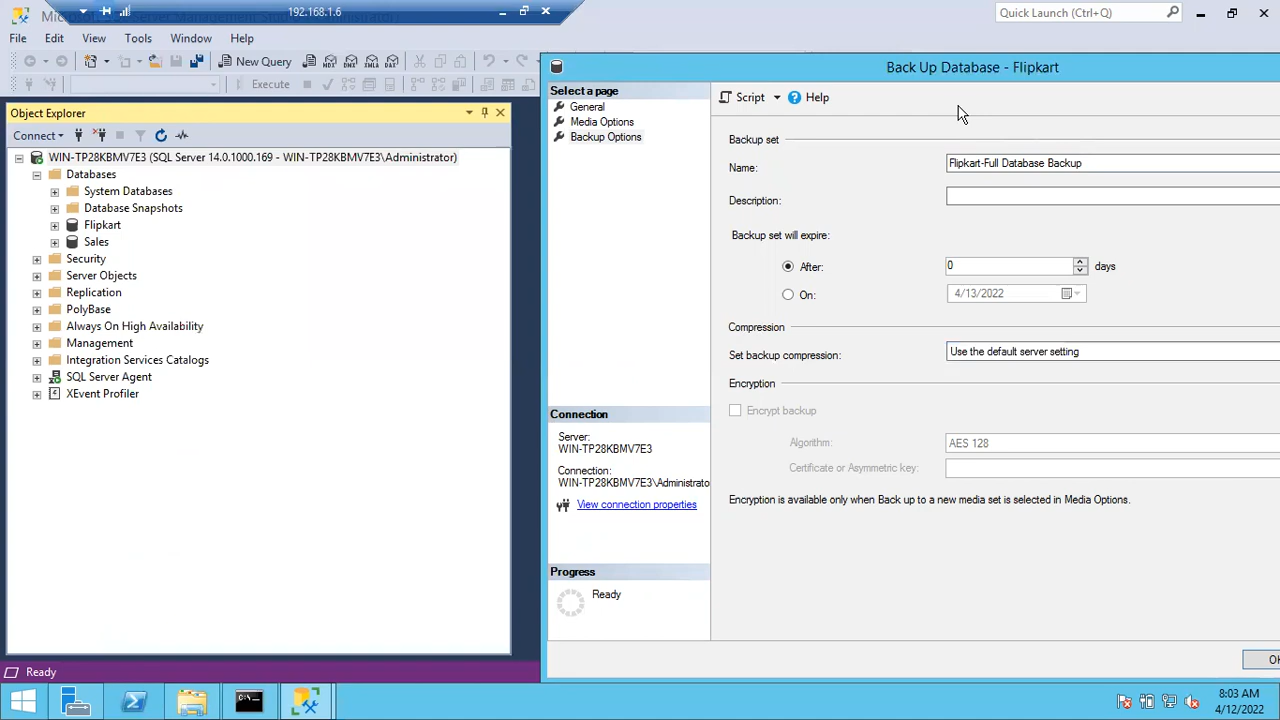 192.168.1.6
Quick Launch (Ctrl+Q)
File Edit View Tools Window Help
New Query
MDX DMX XMLA DAX
Execute
Object Explorer
Connect
WIN-TP28KBMV7E3 (SQL Server 14.0.1000.169 - WIN-TP28KBMV7E3\Administrator)
Databases
System Databases
Database Snapshots
Flipkart
Sales
Security
Server Objects
Replication
PolyBase
Always On High Availability
Management
Integration Services Catalogs
SQL Server Agent
XEvent Profiler
Ready
Back Up Database - Flipkart
Select a page
General
Media Options
Backup Options
Connection
Server:
WIN-TP28KBMV7E3
Connection:
WIN-TP28KBMV7E3\Administrato
View connection properties
Progress
Ready
Script Help
Backup set
Name: Flipkart-Full Database Backup
Description:
Backup set will expire:
After: 0 days
On: 4/13/2022
Compression
Set backup compression: Use the default server setting
Encryption
Encrypt backup
Algorithm: AES 128
Certificate or Asymmetric key:
Encryption is available only when Back up to a new media set is selected in Media Options.
8:03 AM
4/12/2022